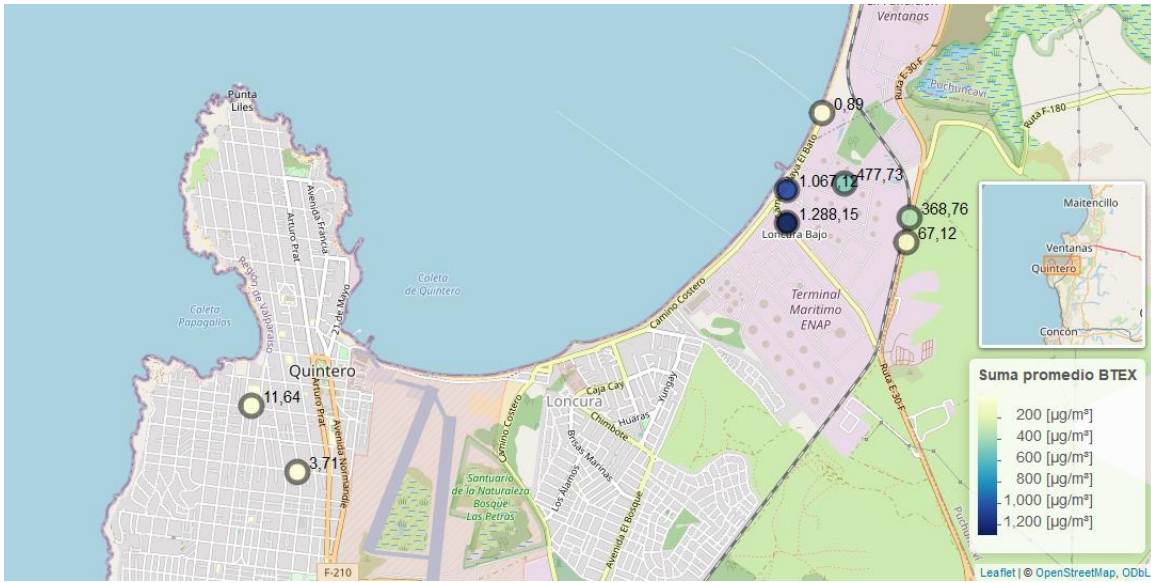 Ventanas
Punta
Liles
0,89
Ruta E-30-F
Puchuncaví
Ruta F-180
477,73
1.067,12
1.288,15
Loncura Bajo
368,76
67,12
Avenida Francia
Arturo Prat
Región de Valparaíso
21 de Mayo
Caleta
Papagallos
Caleta
de Quintero
Camino Costero
Terminal
Marítimo
ENAP
Quintero
11,64
3,71
Arturo Prat
Avenida Normandie
F-210
Camino Costero
Loncura
Caja Cay
Yungay
Huaras
Chimbote
Brisas Marinas
Los Álamos
Avenida El Bosque
Santuario
de la Naturaleza
Bosque
Las Petras
Ruta E-30-F
Maitencillo
Ventanas
Quintero
Concón
Suma promedio BTEX
200 [µg/m³]
400 [µg/m³]
600 [µg/m³]
800 [µg/m³]
1,000 [µg/m³]
1,200 [µg/m³]
Leaflet | © OpenStreetMap, ODbL